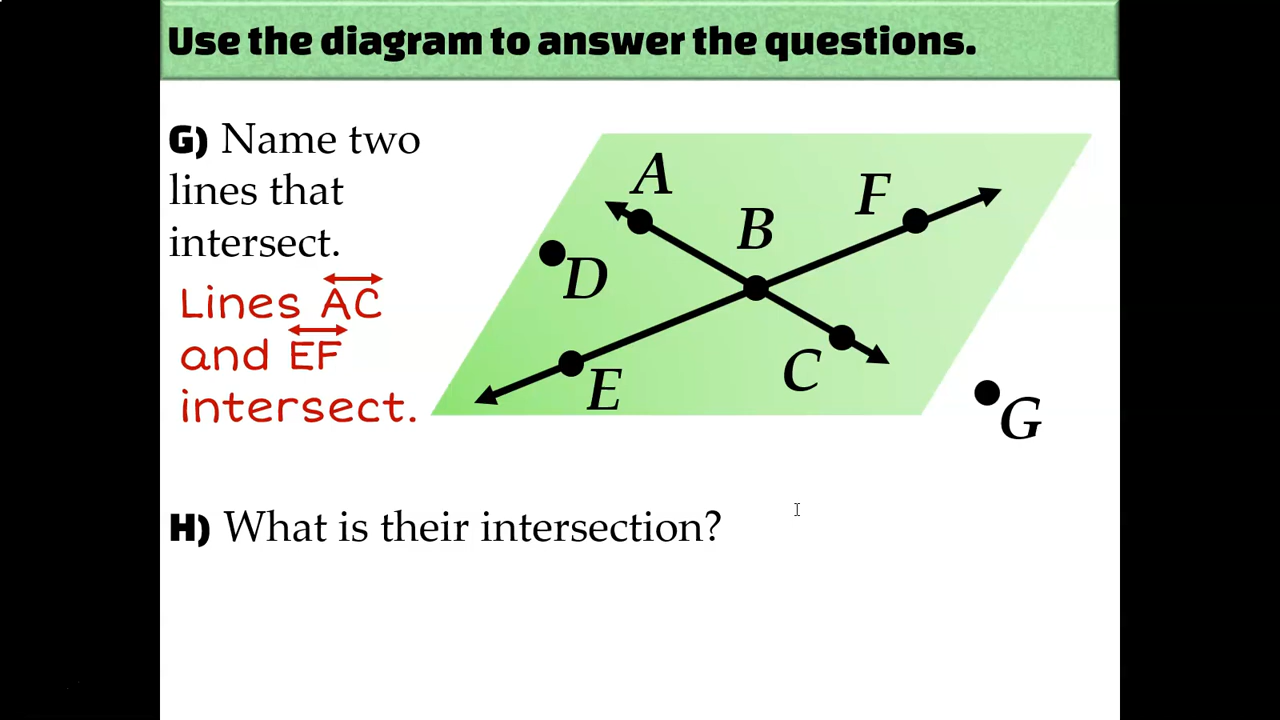 Use the diagram to answer the questions.
G) Name two
lines that
intersect.
Lines AC
and EF
intersect.
A
F
B
D
C
E
G
H) What is their intersection?